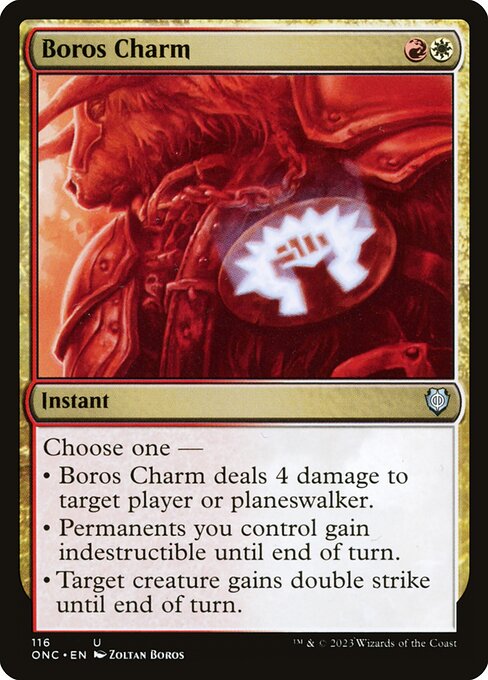 Boros Charm
Instant
Choose one —
• Boros Charm deals 4 damage to
target player or planeswalker.
• Permanents you control gain
indestructible until end of turn.
• Target creature gains double strike
until end of turn.
116 U
ONC • EN Zoltan Boros
™ & © 2023 Wizards of the Coast